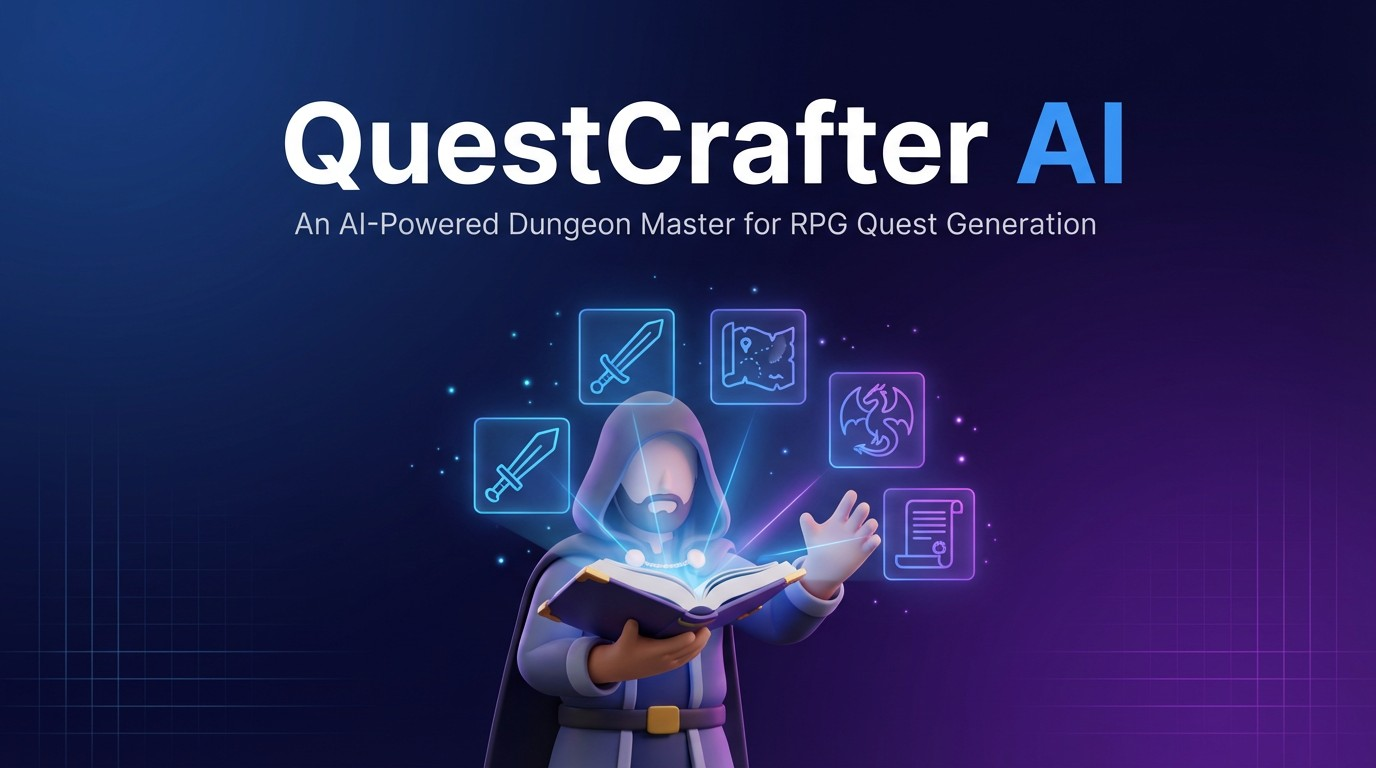 QuestCrafter AI
An AI-Powered Dungeon Master for RPG Quest Generation